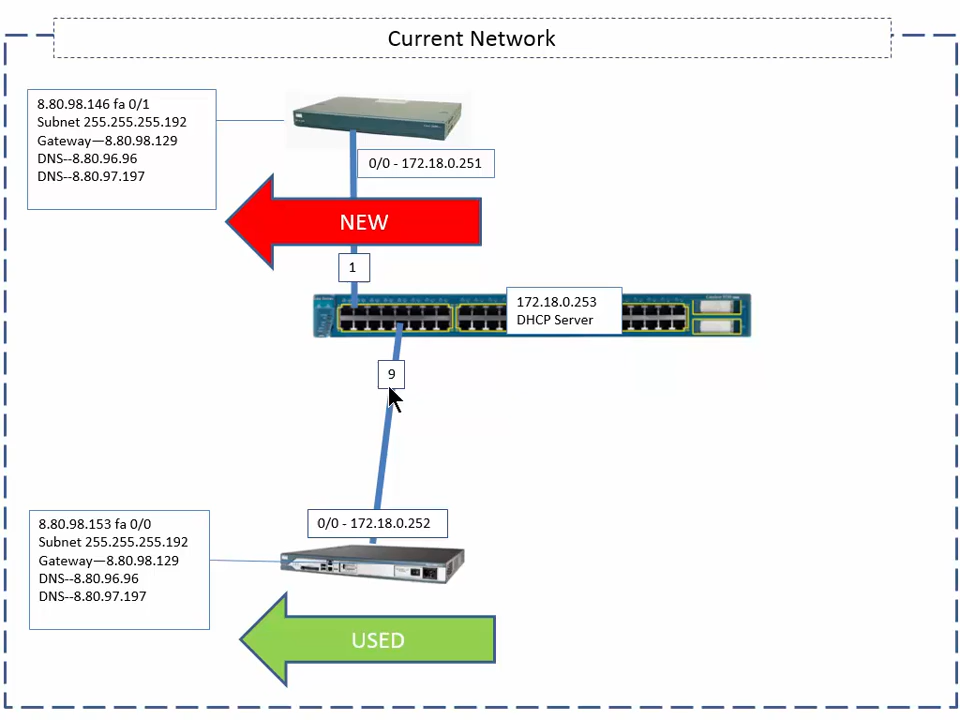 Current Network
8.80.98.146 fa 0/1
Subnet 255.255.255.192
Gateway—8.80.98.129
DNS--8.80.96.96
DNS--8.80.97.197
0/0 - 172.18.0.251
NEW
1
172.18.0.253
DHCP Server
9
0/0 - 172.18.0.252
8.80.98.153 fa 0/0
Subnet 255.255.255.192
Gateway—8.80.98.129
DNS--8.80.96.96
DNS--8.80.97.197
USED